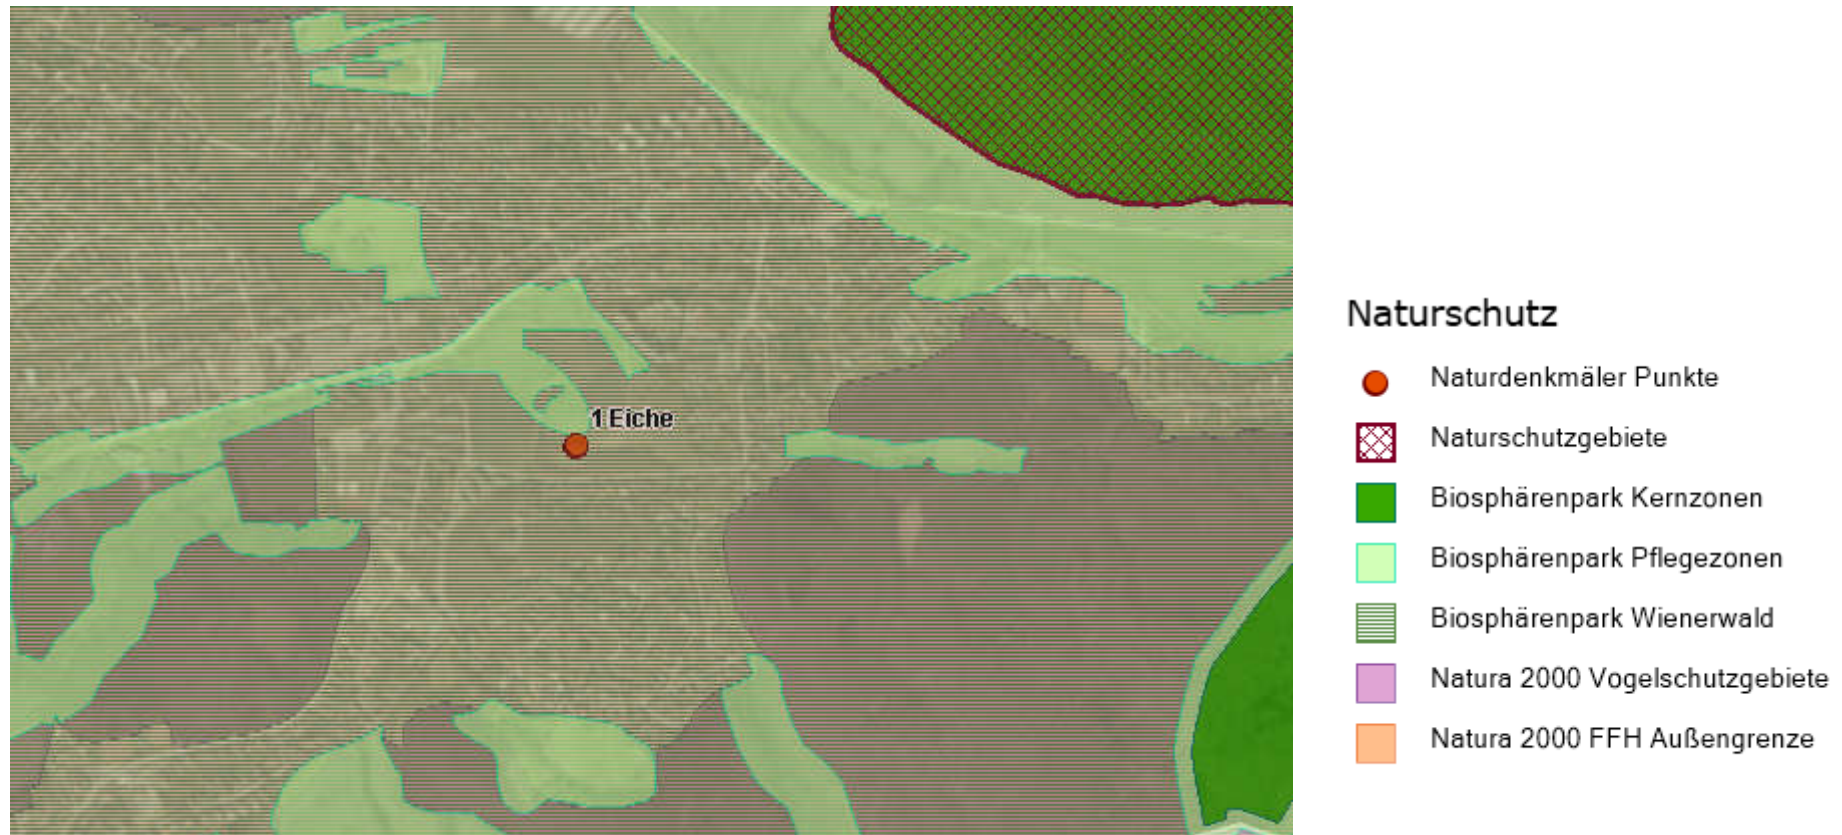 1 Eiche
Naturschutz
Naturdenkmäler Punkte
Naturschutzgebiete
Biosphärenpark Kernzonen
Biosphärenpark Pflegezonen
Biosphärenpark Wienerwald
Natura 2000 Vogelschutzgebiete
Natura 2000 FFH Außengrenze